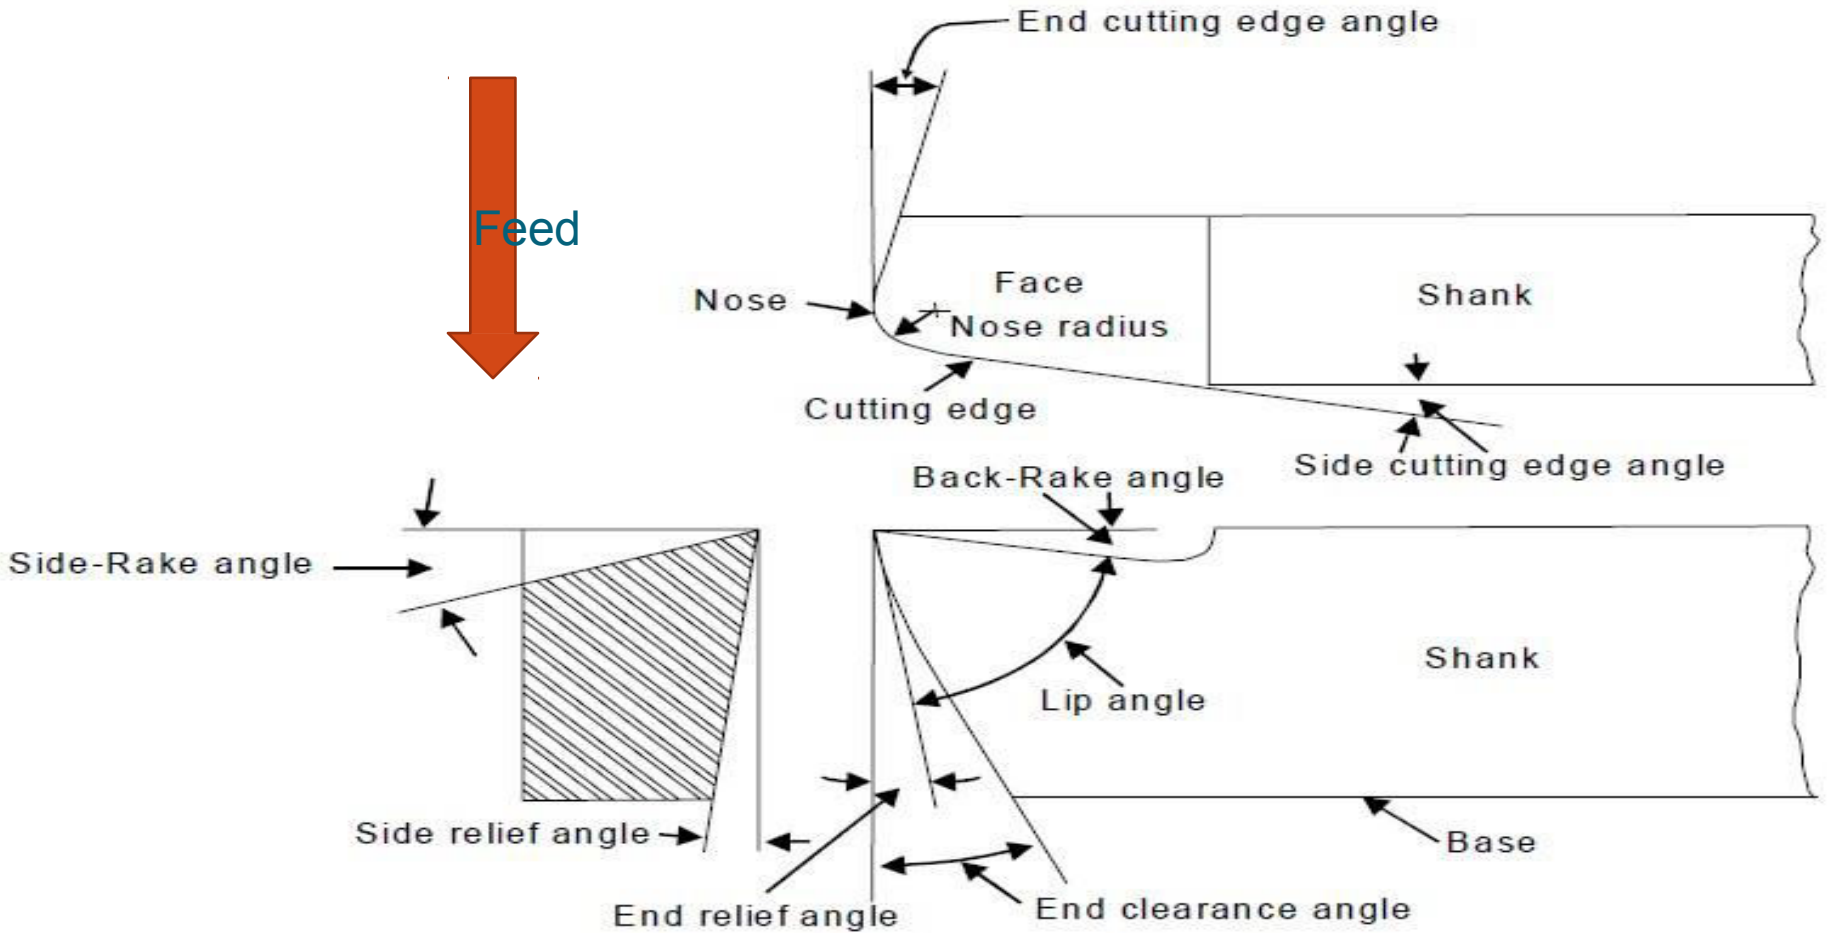 End cutting edge angle
Feed
Nose
Face
Nose radius
Shank
Cutting edge
Side cutting edge angle
Back-Rake angle
Side-Rake angle
Shank
Lip angle
Side relief angle
Base
End relief angle
End clearance angle